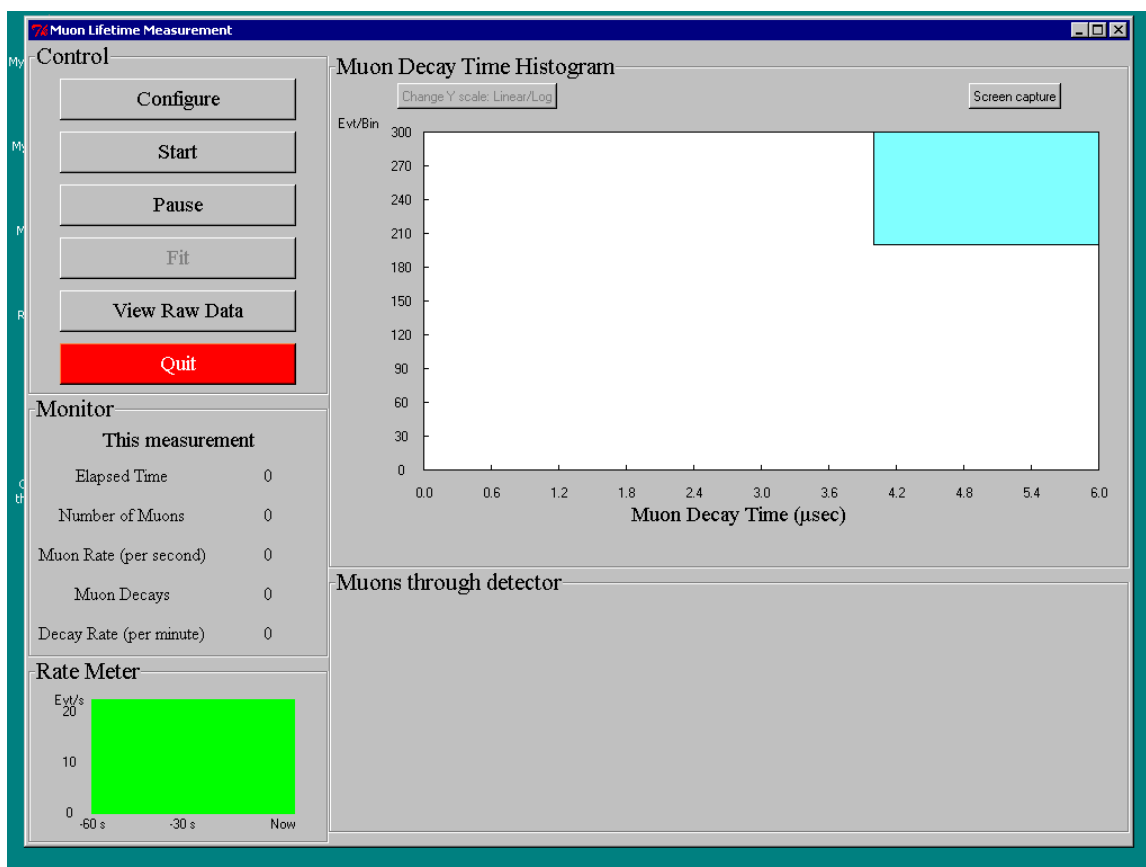 Muon Lifetime Measurement
Control
Configure
Start
Pause
Fit
View Raw Data
Quit
Monitor
This measurement
Elapsed Time 0
Number of Muons 0
Muon Rate (per second) 0
Muon Decays 0
Decay Rate (per minute) 0
Rate Meter
Evt/s
20
10
0
-60 s -30 s Now
Muon Decay Time Histogram
Change Y scale: Linear/Log Screen capture
Evt/Bin
300
270
240
210
180
150
120
90
60
30
0
0.0 0.6 1.2 1.8 2.4 3.0 3.6 4.2 4.8 5.4 6.0
Muon Decay Time (µsec)
Muons through detector
My
My
M
R
th